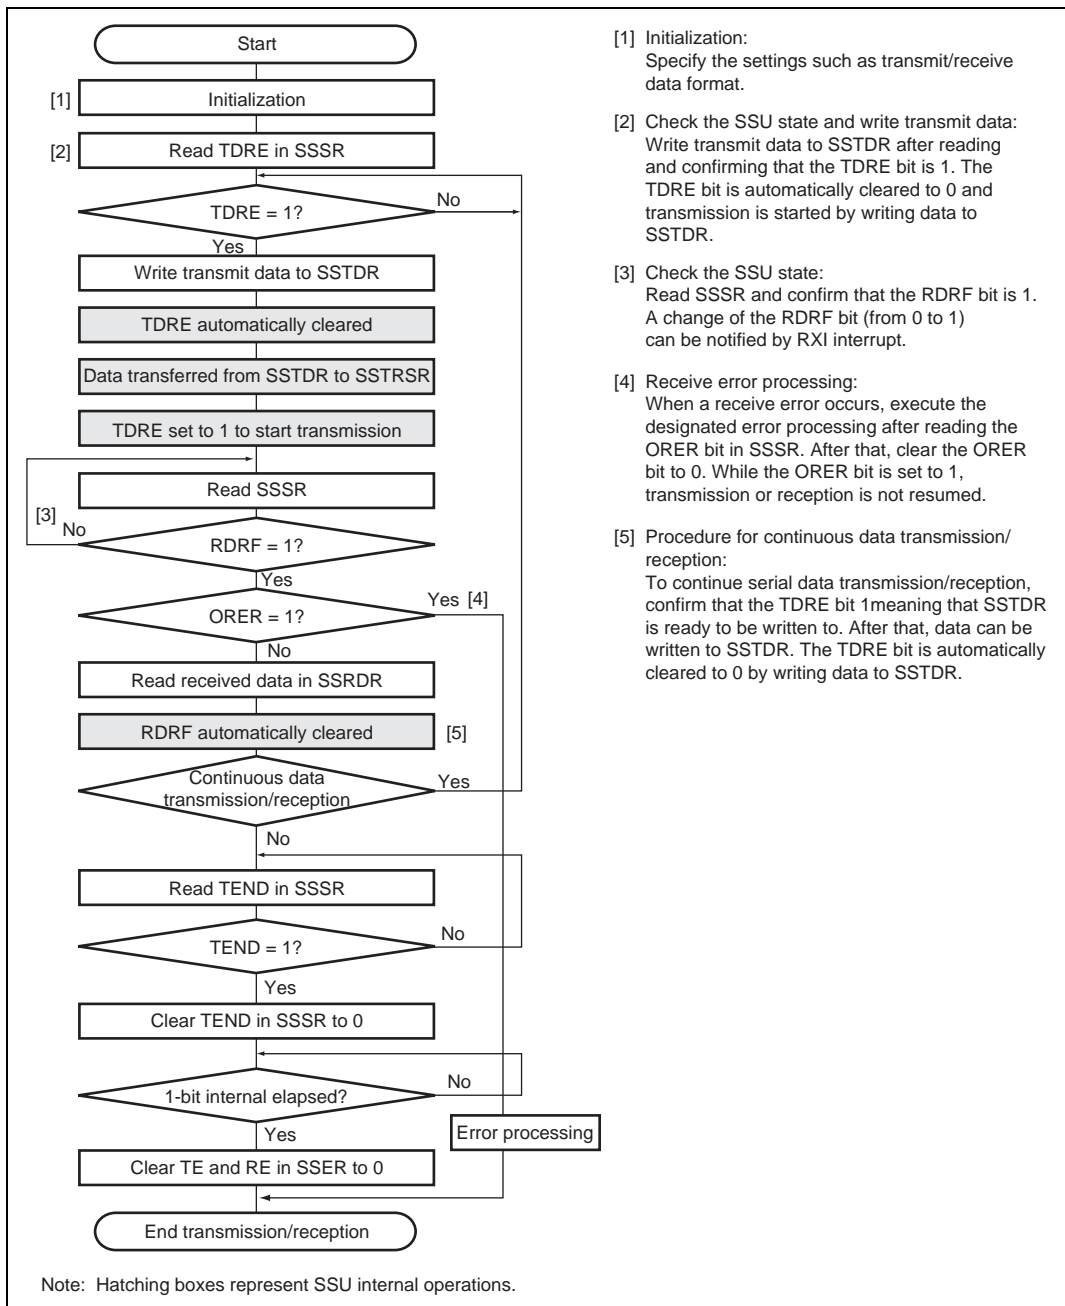 Start
[1] Initialization
[2] Read TDRE in SSSR
TDRE = 1?
No
Yes
Write transmit data to SSTDR
TDRE automatically cleared
Data transferred from SSTDR to SSTRSR
TDRE set to 1 to start transmission
Read SSSR
[3]
No
RDRF = 1?
Yes
ORER = 1?
Yes [4]
No
Read received data in SSRDR
RDRF automatically cleared
[5]
Continuous data
transmission/reception
Yes
No
Read TEND in SSSR
TEND = 1?
No
Yes
Clear TEND in SSSR to 0
1-bit internal elapsed?
No
Yes
Error processing
Clear TE and RE in SSER to 0
End transmission/reception
[1] Initialization:
Specify the settings such as transmit/receive
data format.
[2] Check the SSU state and write transmit data:
Write transmit data to SSTDR after reading
and confirming that the TDRE bit is 1. The
TDRE bit is automatically cleared to 0 and
transmission is started by writing data to
SSTDR.
[3] Check the SSU state:
Read SSSR and confirm that the RDRF bit is 1.
A change of the RDRF bit (from 0 to 1)
can be notified by RXI interrupt.
[4] Receive error processing:
When a receive error occurs, execute the
designated error processing after reading the
ORER bit in SSSR. After that, clear the ORER
bit to 0. While the ORER bit is set to 1,
transmission or reception is not resumed.
[5] Procedure for continuous data transmission/
reception:
To continue serial data transmission/reception,
confirm that the TDRE bit 1meaning that SSTDR
is ready to be written to. After that, data can be
written to SSTDR. The TDRE bit is automatically
cleared to 0 by writing data to SSTDR.
Note: Hatching boxes represent SSU internal operations.